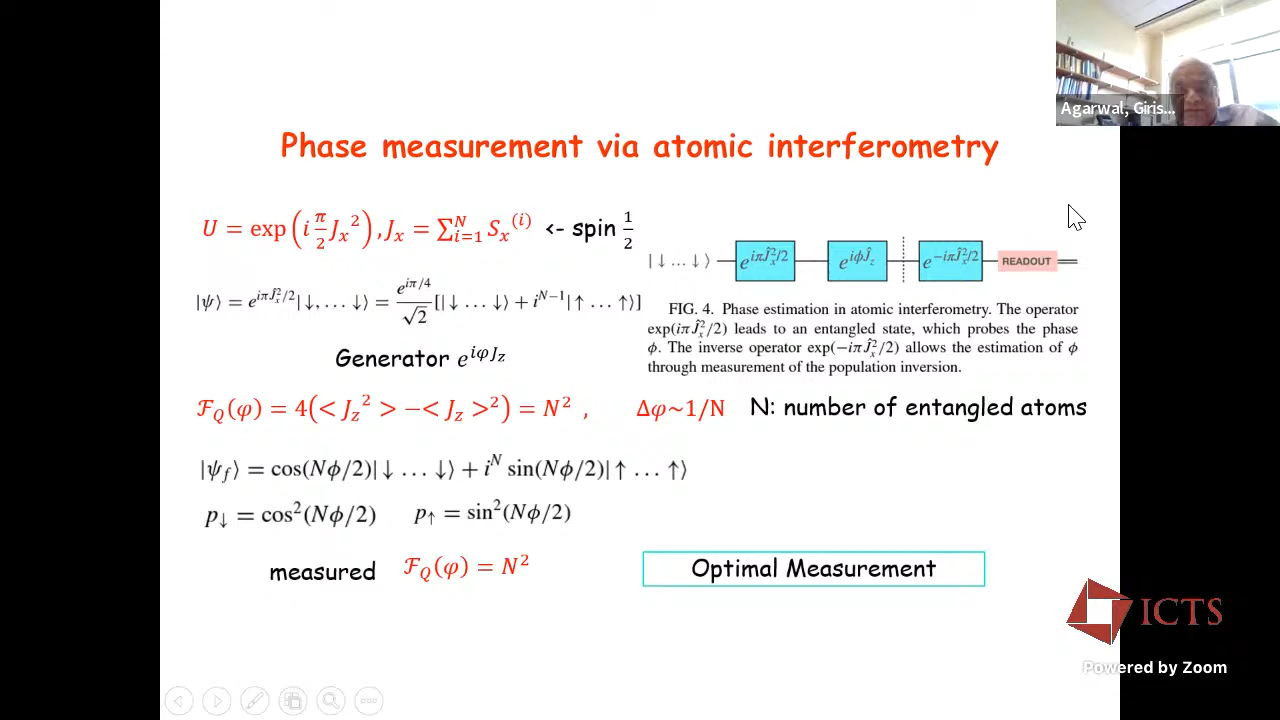 Agarwal, Giris...
Phase measurement via atomic interferometry
U = exp(i π/2 Jₓ²), Jₓ = ∑ᵢ₌₁ᴺ Sₓ⁽ⁱ⁾ <- spin 1/2
|↓ ... ↓⟩ e^{iπĴₓ²/2} e^{iϕĴ_z} e^{-iπĴₓ²/2} READOUT
|ψ⟩ = e^{iπĴₓ²/2}|↓, ... ↓⟩ = e^{iπ/4}/√2 [|↓ ... ↓⟩ + i^{N-1}|↑ ... ↑⟩]
FIG. 4. Phase estimation in atomic interferometry. The operator
exp(iπĴₓ²/2) leads to an entangled state, which probes the phase
ϕ. The inverse operator exp(−iπĴₓ²/2) allows the estimation of ϕ
through measurement of the population inversion.
Generator e^{iφJ_z}
ℱ_Q(φ) = 4(< J_z² > −< J_z >²) = N² , Δφ~1/N N: number of entangled atoms
|ψ_f⟩ = cos(Nϕ/2)|↓ ... ↓⟩ + i^N sin(Nϕ/2)|↑ ... ↑⟩
p↓ = cos²(Nϕ/2) p↑ = sin²(Nϕ/2)
measured ℱ_Q(φ) = N² Optimal Measurement
ICTS
Powered by Zoom